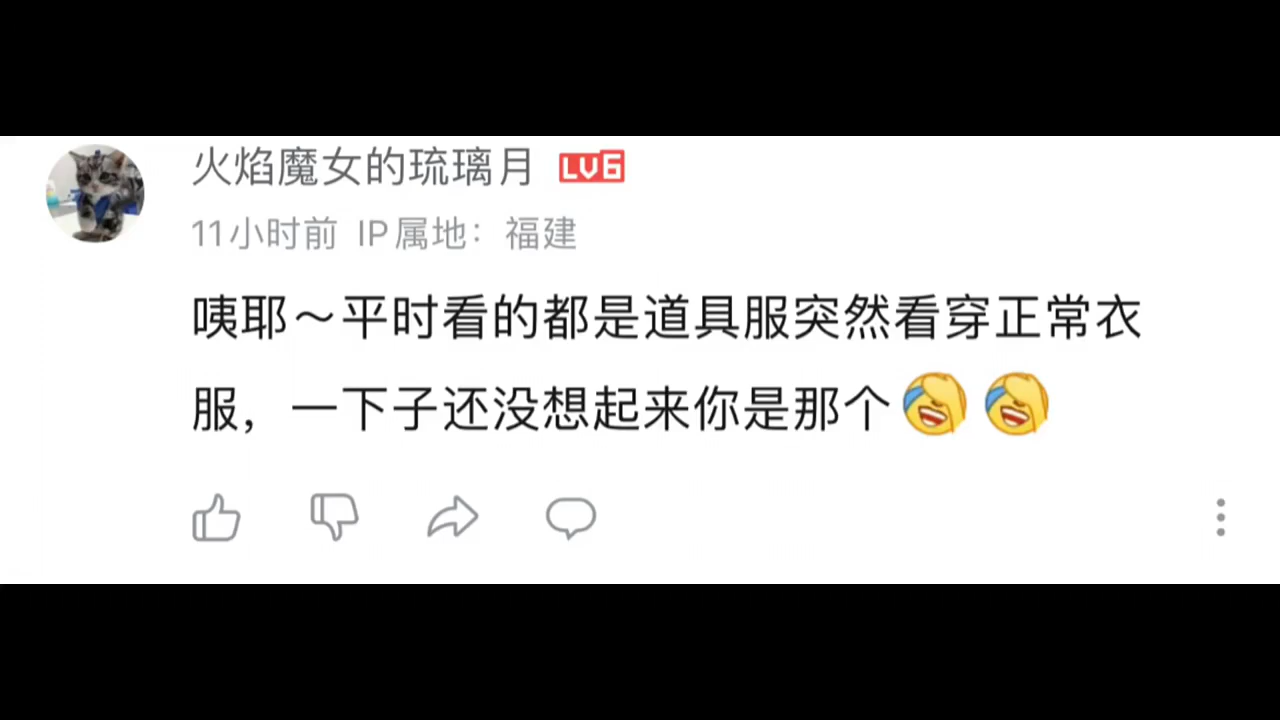 火焰魔女的琉璃月 LV6
11小时前 IP属地：福建
咦耶～平时看的都是道具服突然看穿正常衣
服，一下子还没想起来你是那个